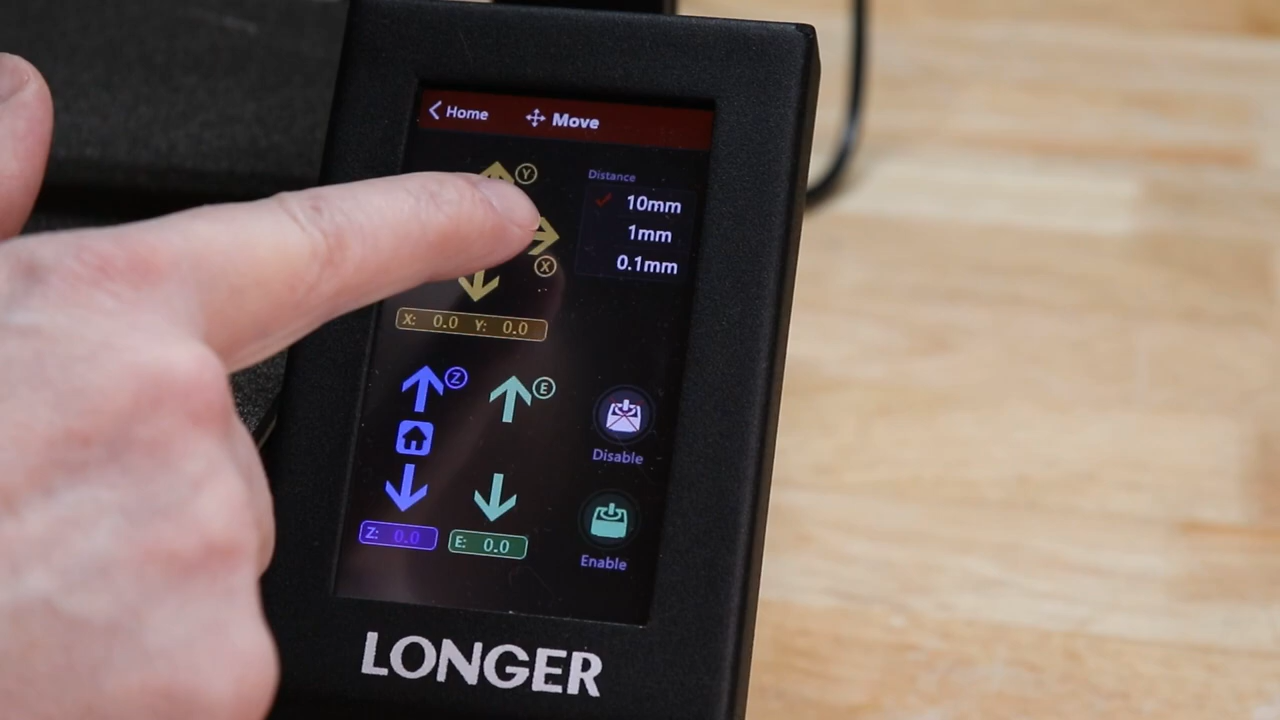 Home Move
Y
Distance
10mm
1mm
0.1mm
X
X: 0.0 Y: 0.0
Z
E
Disable
Z: 0.0 E: 0.0
Enable
LONGER